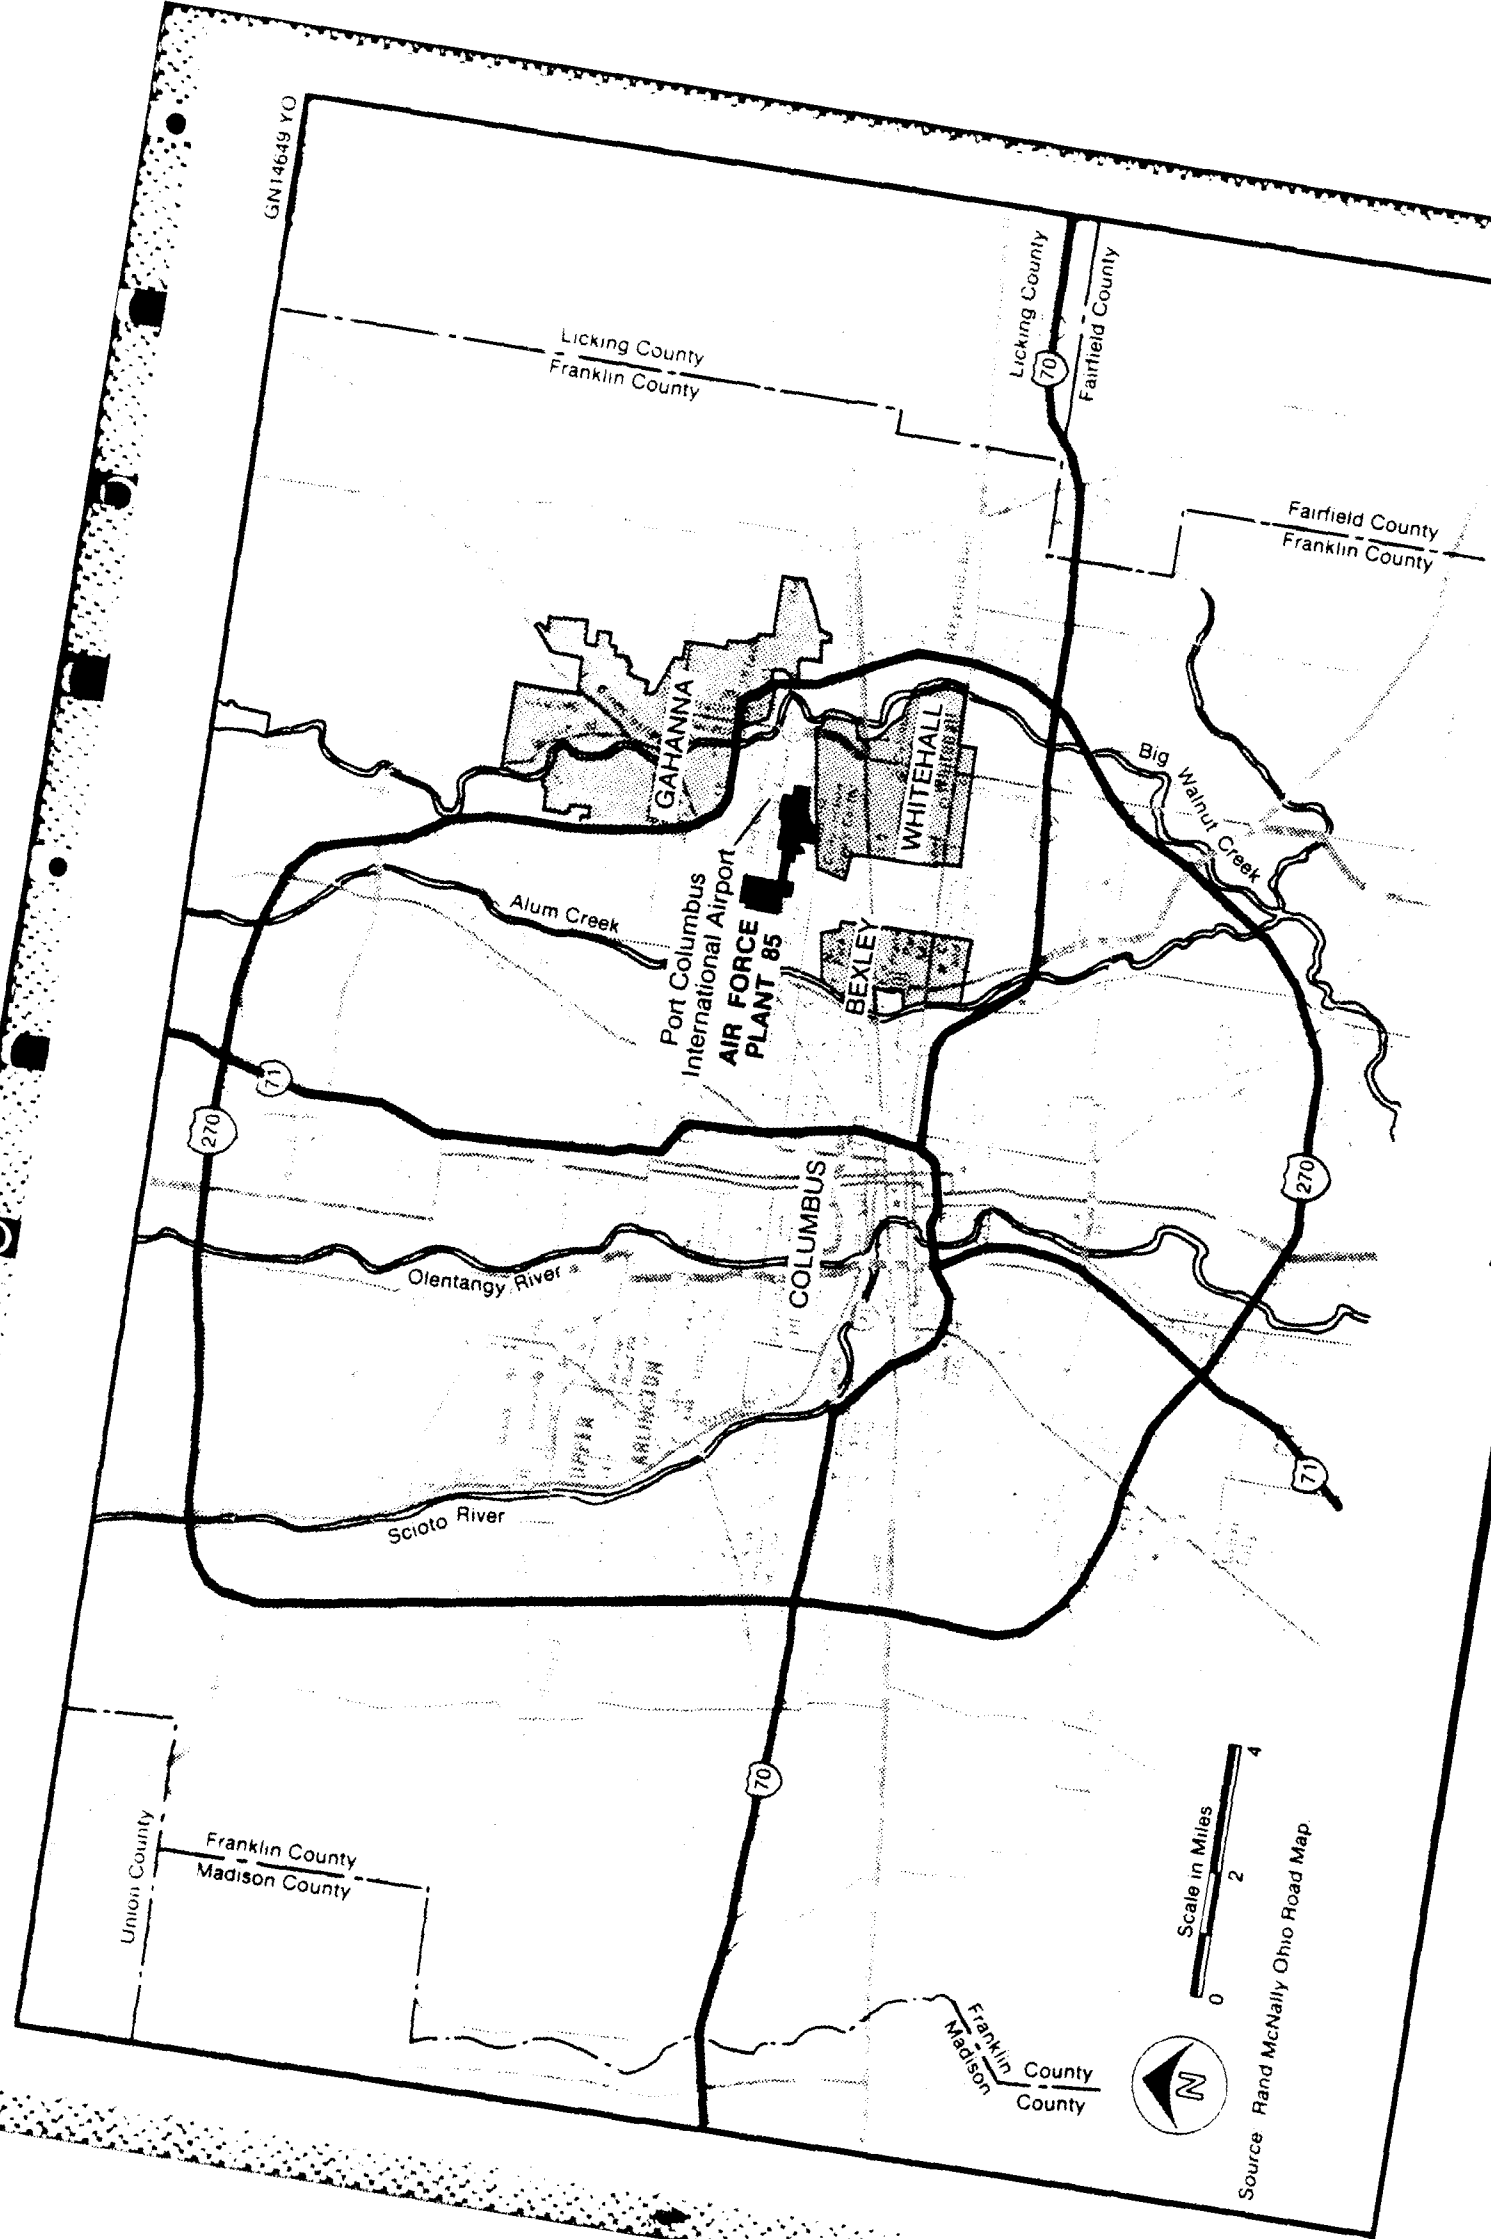 GN14649 YO
Licking County
Franklin County
Licking County
70
Fairfield County
Fairfield County
Franklin County
GAHANNA
WHITEHALL
Big Walnut Creek
Alum Creek
Port Columbus
International Airport
AIR FORCE
PLANT 85
BEXLEY
71
270
COLUMBUS
270
Olentangy River
UPPER
ARLINGTON
71
Scioto River
70
Union County
Franklin County
Madison County
Franklin County
Madison County
Scale in Miles
0
2
4
N
Source Rand McNally Ohio Road Map